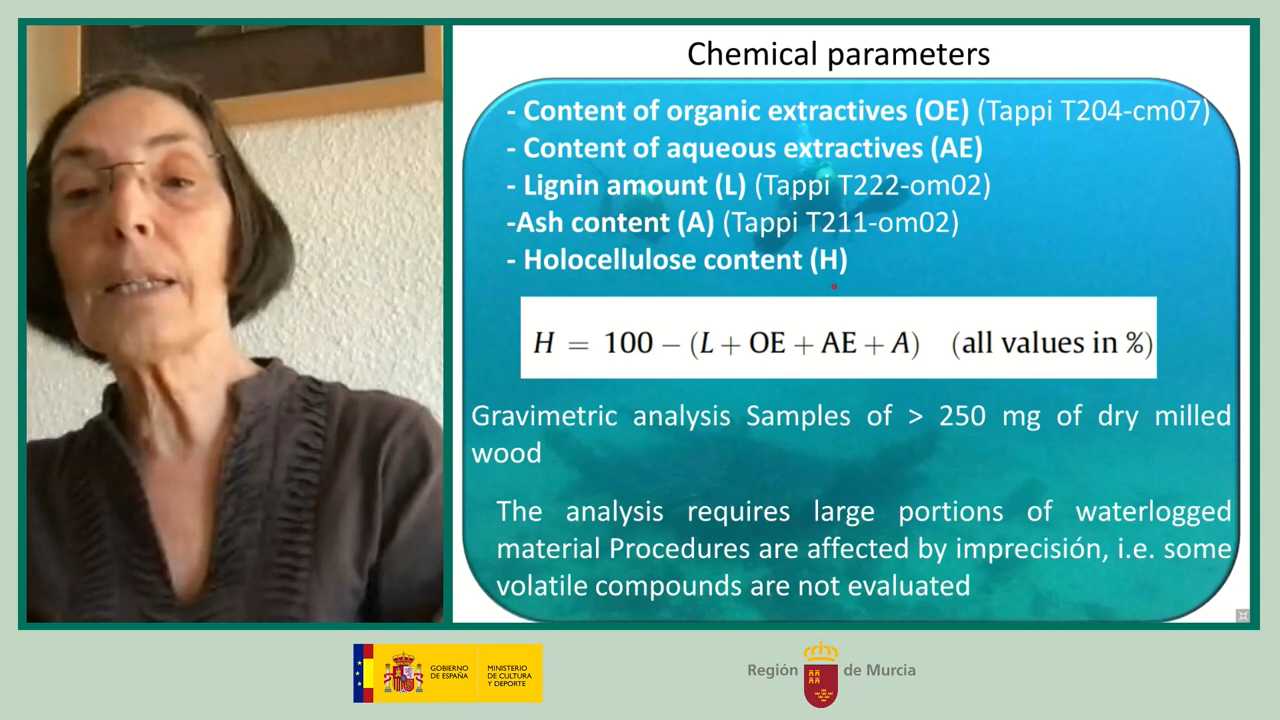 Chemical parameters
- Content of organic extractives (OE) (Tappi T204-cm07)
- Content of aqueous extractives (AE)
- Lignin amount (L) (Tappi T222-om02)
-Ash content (A) (Tappi T211-om02)
- Holocellulose content (H)
H = 100 − (L + OE + AE + A) (all values in %)
Gravimetric analysis Samples of > 250 mg of dry milled
wood
The analysis requires large portions of waterlogged
material Procedures are affected by imprecisión, i.e. some
volatile compounds are not evaluated
GOBIERNO
DE ESPAÑA
MINISTERIO
DE CULTURA
Y DEPORTE
Región de Murcia